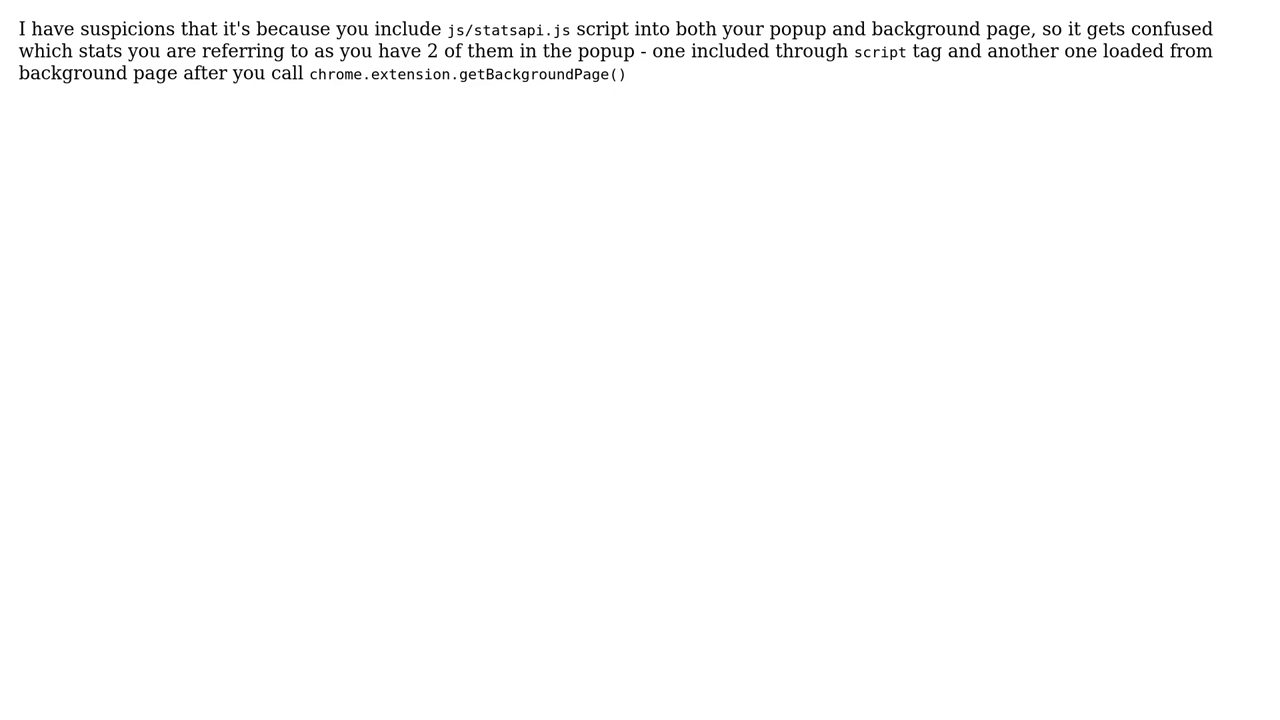 I have suspicions that it's because you include js/statsapi.js script into both your popup and background page, so it gets confused
which stats you are referring to as you have 2 of them in the popup - one included through script tag and another one loaded from
background page after you call chrome.extension.getBackgroundPage()